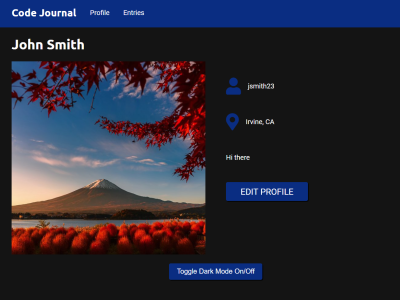 Code Journal Profile Entries
John Smith
jsmith23
Irvine, CA
Hi there
EDIT PROFILE
Toggle Dark Mode On/Off